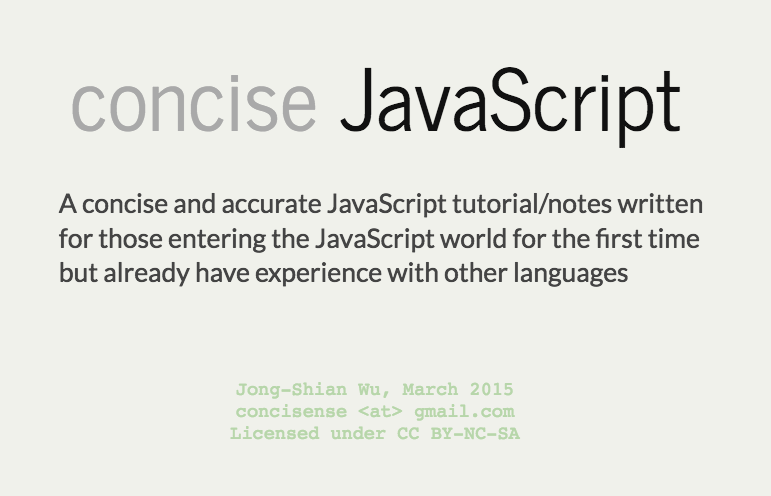 concise JavaScript
A concise and accurate JavaScript tutorial/notes written
for those entering the JavaScript world for the first time
but already have experience with other languages
Jong-Shian Wu, March 2015
concisense <at> gmail.com
Licensed under CC BY-NC-SA